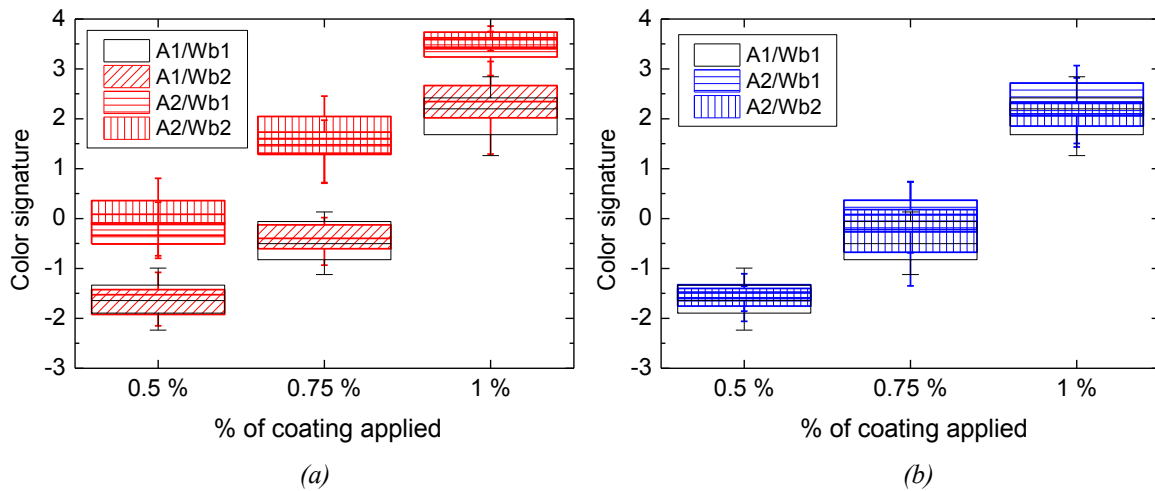 4
3
2
1
0
-1
-2
-3
Color signature
A1/Wb1
A1/Wb2
A2/Wb1
A2/Wb2
0.5 %
0.75 %
1 %
% of coating applied
(a)
4
3
2
1
0
-1
-2
-3
Color signature
A1/Wb1
A2/Wb1
A2/Wb2
0.5 %
0.75 %
1 %
% of coating applied
(b)